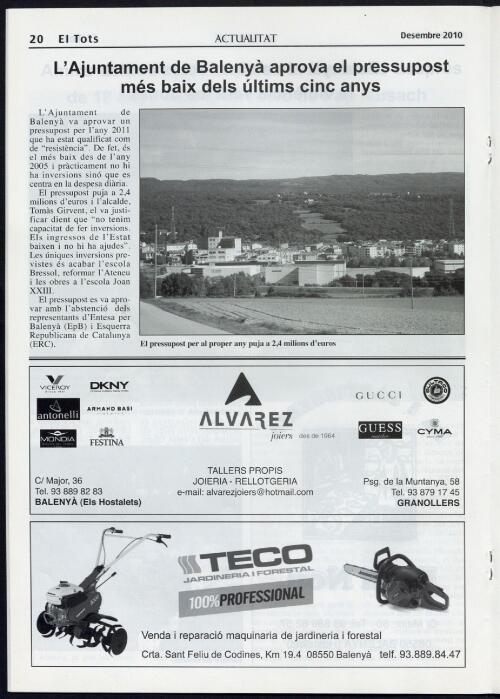 20 El Tots
ACTUALITAT
Desembre 2010
L'Ajuntament de Balenyà aprova el pressupost
més baix dels últims cinc anys
L'Ajuntament de
Balenyà va aprovar un
pressupost per l'any 2011
que ha estat qualificat com
de “resistència”. De fet, és
el més baix des de l'any
2005 i pràcticament no hi
ha inversions sinó que es
centra en la despesa diària.
El pressupost puja a 2,4
milions d'euros i l'alcalde,
Tomàs Girvent, el va justi-
ficar dient que “no tenim
capacitat de fer inversions.
Els ingressos de l'Estat
baixen i no hi ha ajudes”.
Les úniques inversions pre-
vistes és acabar l'escola
Bressol, reformar l'Ateneu
i les obres a l'escola Joan
XXIII.
El pressupost es va apro-
var amb l'abstenció dels
representants d'Entesa per
Balenyà (EpB) i Esquerra
Republicana de Catalunya
(ERC).
El pressupost per al proper any puja a 2,4 milions d'euros
VICEROY
DKNY
antonelli
ARMAND BASI
MONDIA
FESTINA
ALVAREZ
joiers des de 1964
GUCCI
GUESS
CYMA
C/ Major, 36
Tel. 93 889 82 83
BALENYÀ (Els Hostalets)
TALLERS PROPIS
JOIERIA - RELLOTGERIA
e-mail: alvarezjoiers@hotmail.com
Psg. de la Muntanya, 58
Tel. 93 879 17 45
GRANOLLERS
TECO
JARDINERIA I FORESTAL
100% PROFESSIONAL
Venda i reparació maquinaria de jardineria i forestal
Crta. Sant Feliu de Codines, Km 19.4 08550 Balenyà telf. 93.889.84.47